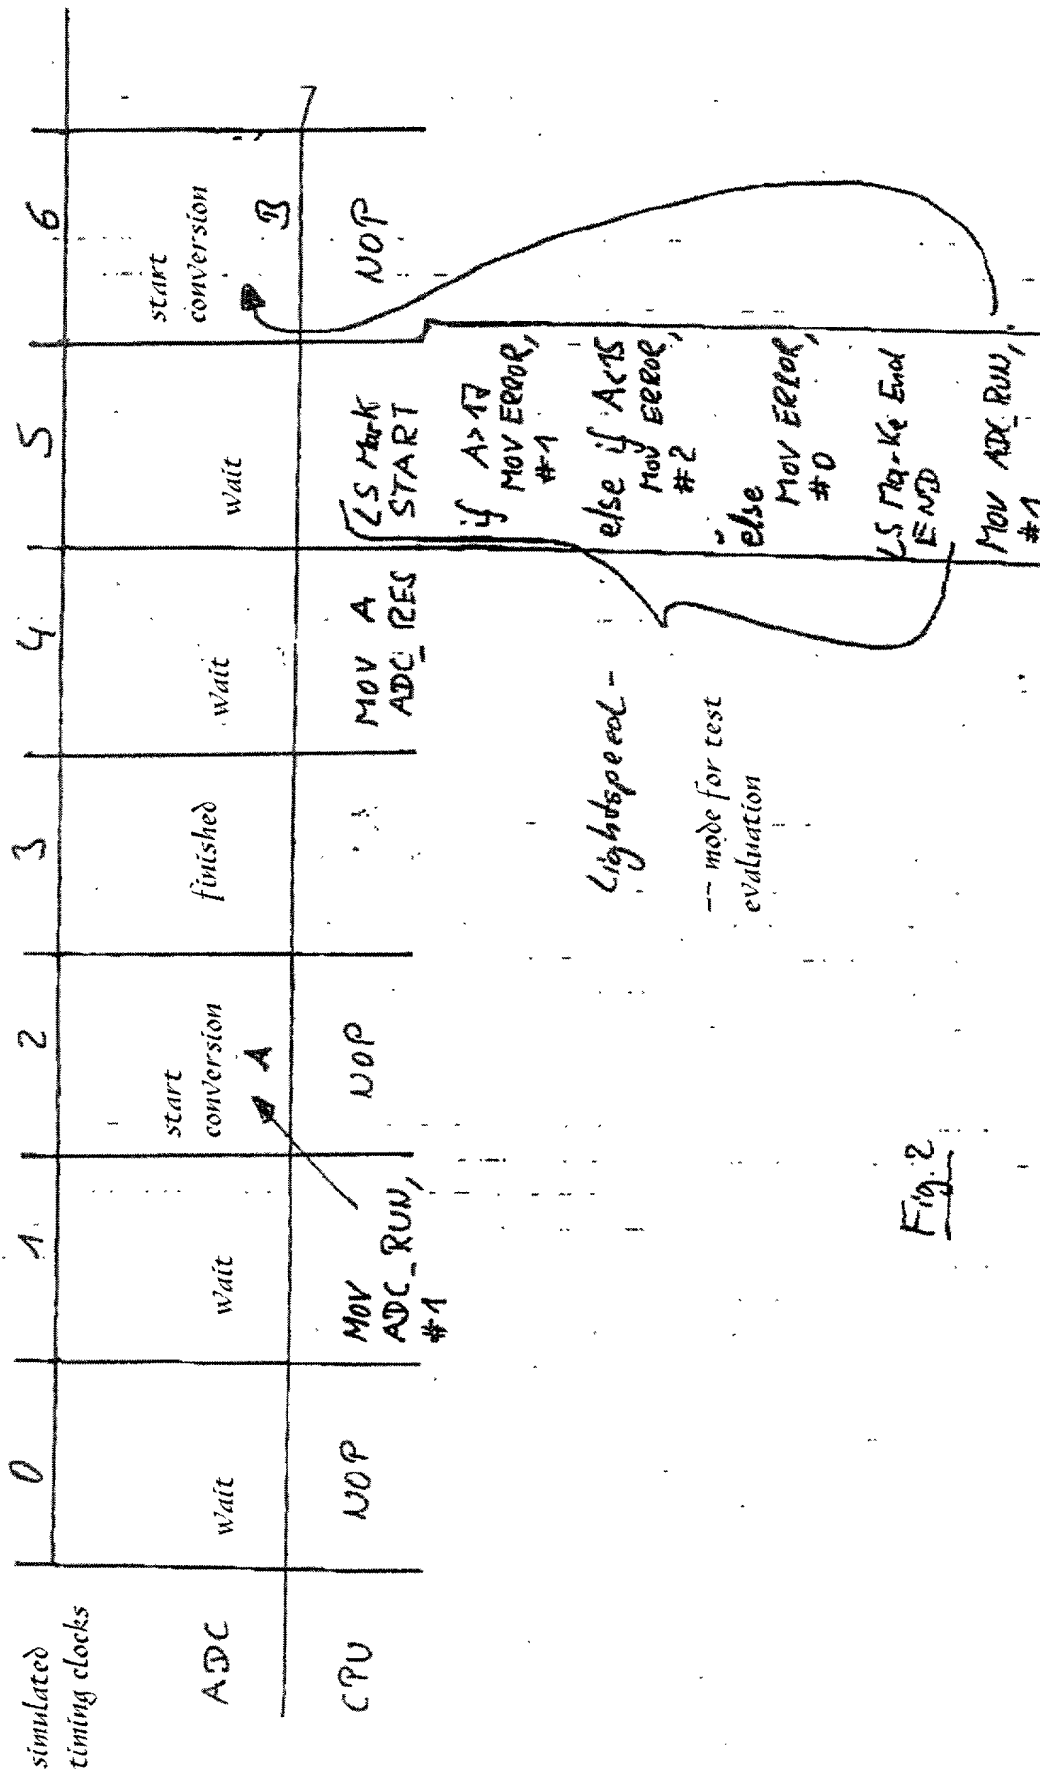 simulated
timing clocks
0 1 2 3 4 5 6
ADC
wait
wait
start
conversion
A
finished
wait
wait
start
conversion
B
CPU
NOP
MOV
ADC_RUN,
#1
NOP
MOV A
ADC_RES
LS Mark
START
if A>17
MOV ERROR,
#1
else if A<15
MOV ERROR,
#2
else
MOV ERROR,
#0
LS Mar-Ke End
END
MOV ADC_RUN,
#1
NOP
Lightspeed -
-- mode for test
evaluation
Fig. 2